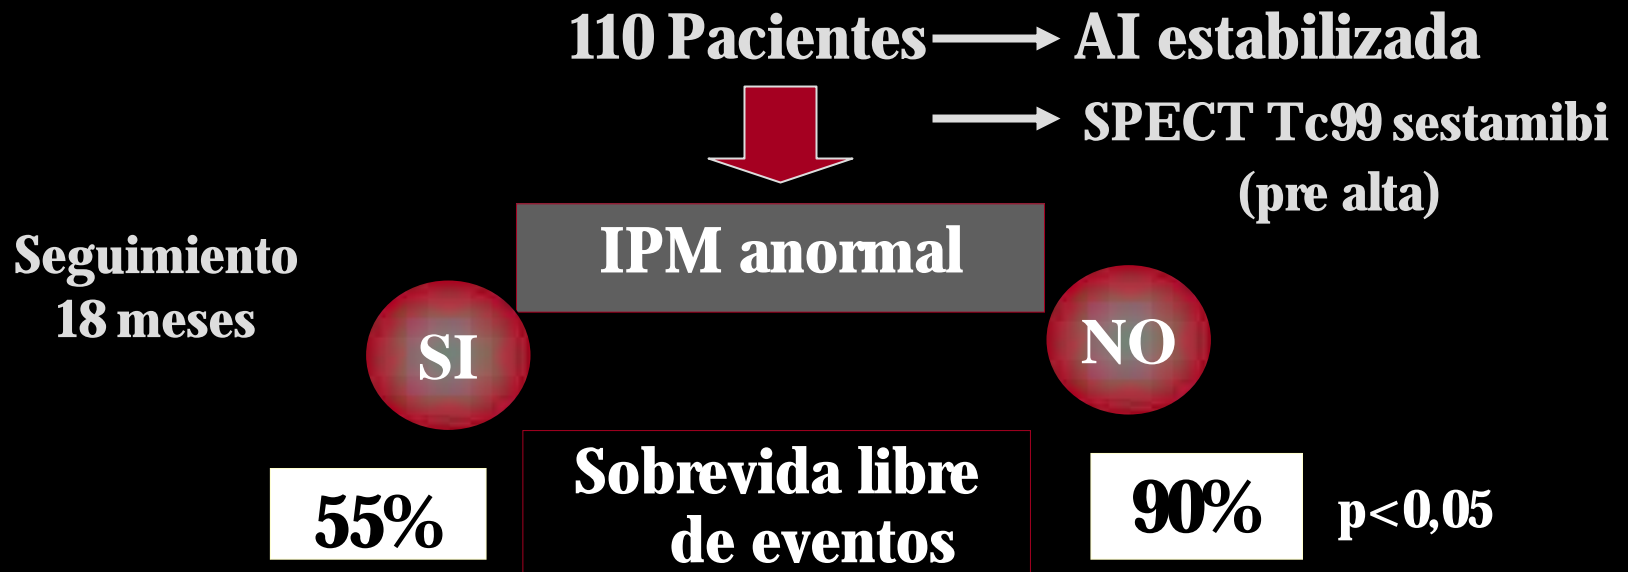 110 Pacientes
AI estabilizada
SPECT Tc99 sestamibi
(pre alta)
Seguimiento
18 meses
IPM anormal
SI
NO
55%
Sobrevida libre
de eventos
90%
p<0,05